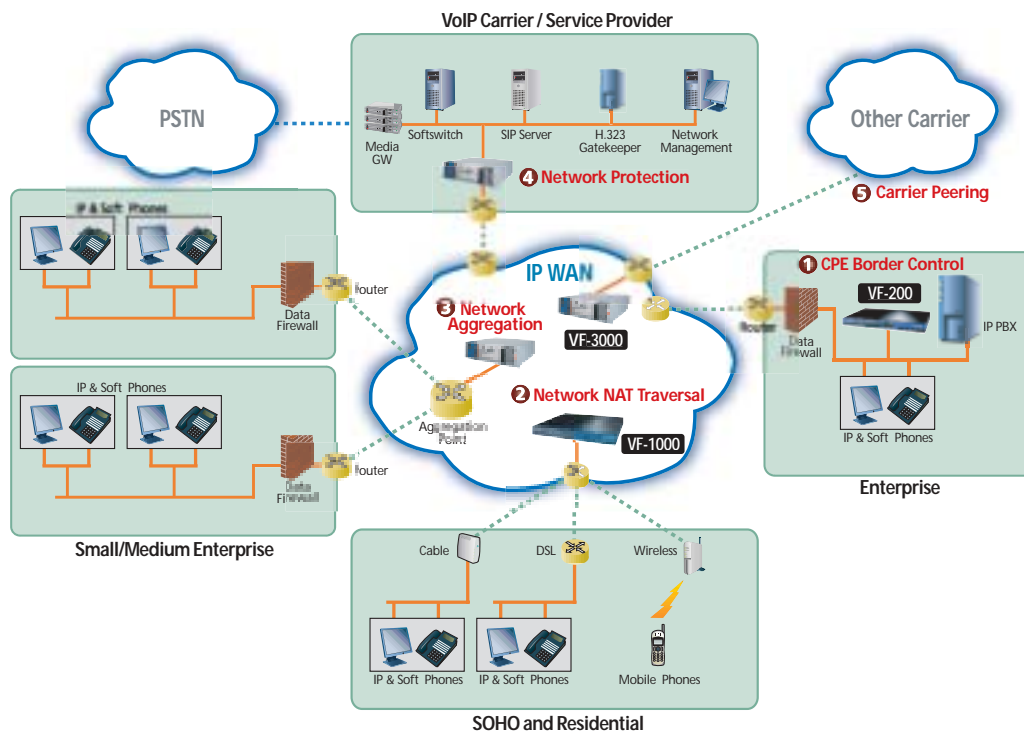 VoIP Carrier / Service Provider
PSTN
Softswitch
SIP Server
H.323
Gatekeeper
Network
Management
Media
GW
4 Network Protection
Other Carrier
5 Carrier Peering
IP & Soft Phones
Data
Firewall
Router
IP WAN
3 Network
Aggregation
VF-3000
1 CPE Border Control
VF-200
IP PBX
Router
Data
Firewall
IP & Soft Phones
Enterprise
IP & Soft Phones
Data
Firewall
Router
Small/Medium Enterprise
Aggregation
Point
2 Network NAT Traversal
VF-1000
Cable
DSL
Wireless
IP & Soft Phones
IP & Soft Phones
Mobile Phones
SOHO and Residential